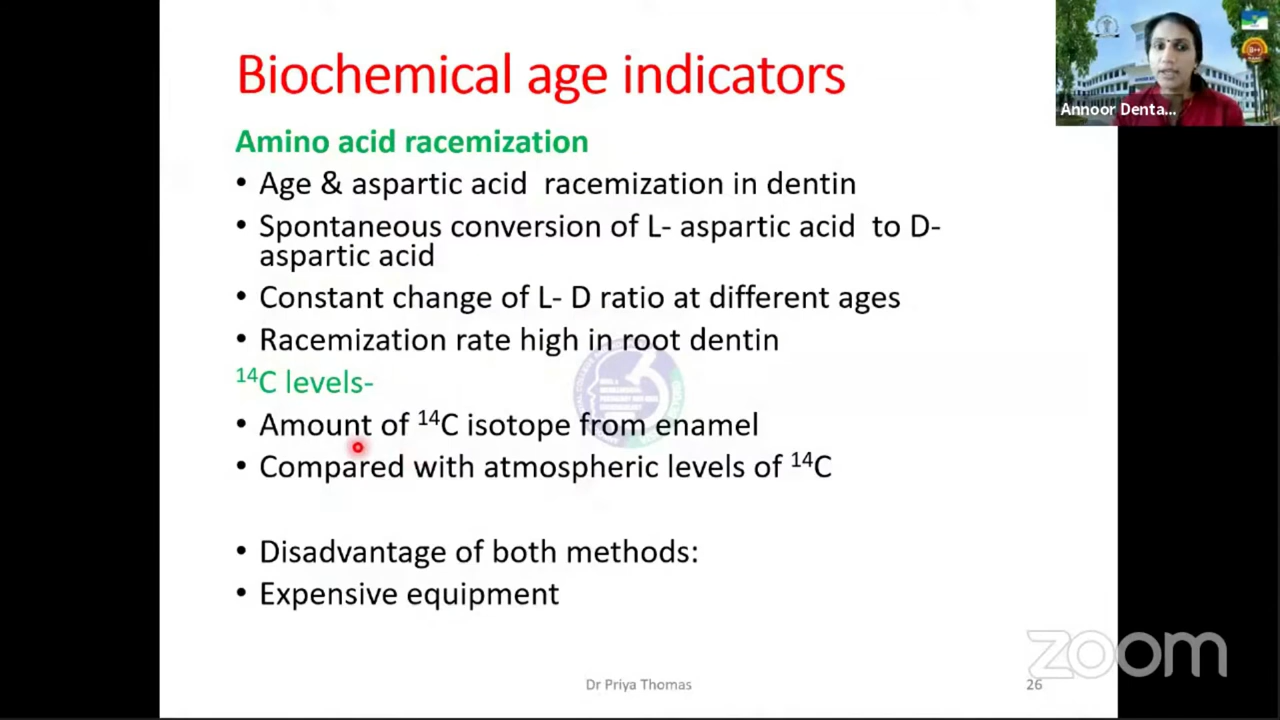 Biochemical age indicators
Amino acid racemization
• Age & aspartic acid racemization in dentin
• Spontaneous conversion of L- aspartic acid to D-
aspartic acid
• Constant change of L- D ratio at different ages
• Racemization rate high in root dentin
¹⁴C levels-
• Amount of ¹⁴C isotope from enamel
• Compared with atmospheric levels of ¹⁴C
• Disadvantage of both methods:
• Expensive equipment
Dr Priya Thomas
26
Annoor Denta...
zoom